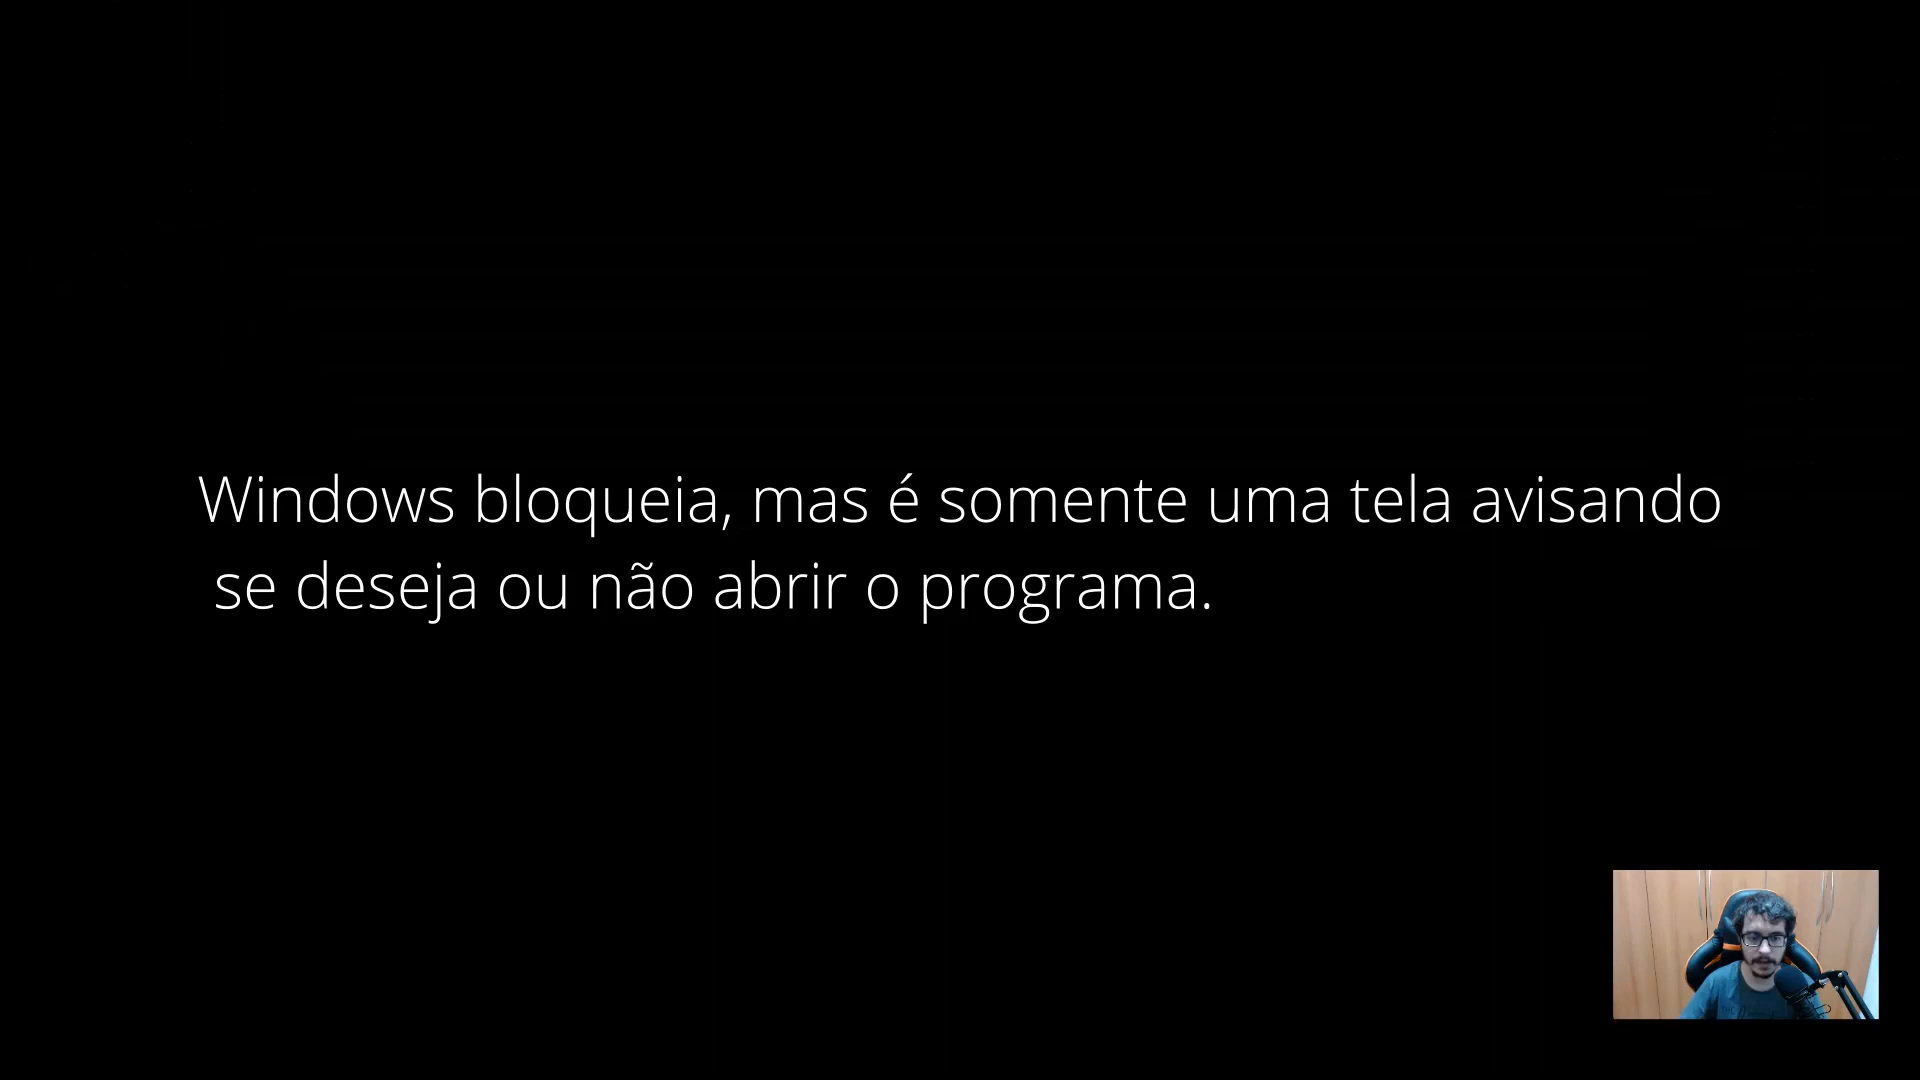 Windows bloqueia, mas é somente uma tela avisando
se deseja ou não abrir o programa.